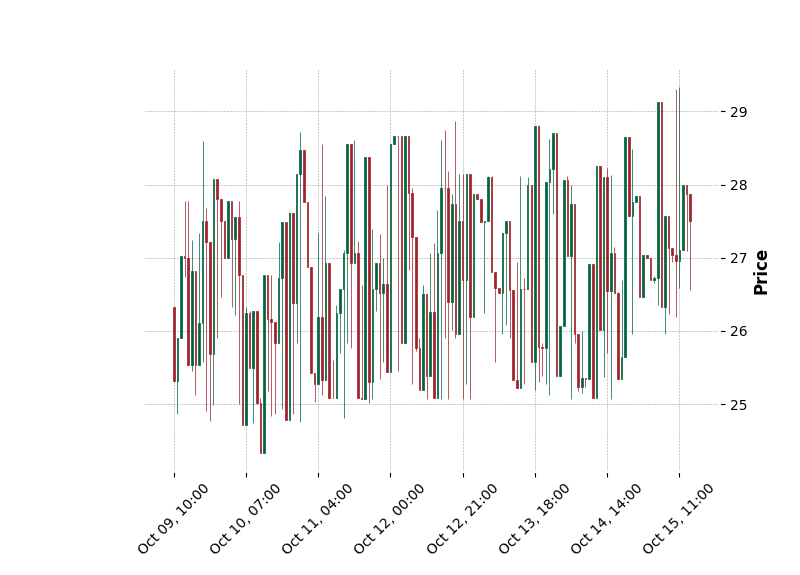 29
28
27
26
25
Price
Oct 09, 10:00
Oct 10, 07:00
Oct 11, 04:00
Oct 12, 00:00
Oct 12, 21:00
Oct 13, 18:00
Oct 14, 14:00
Oct 15, 11:00